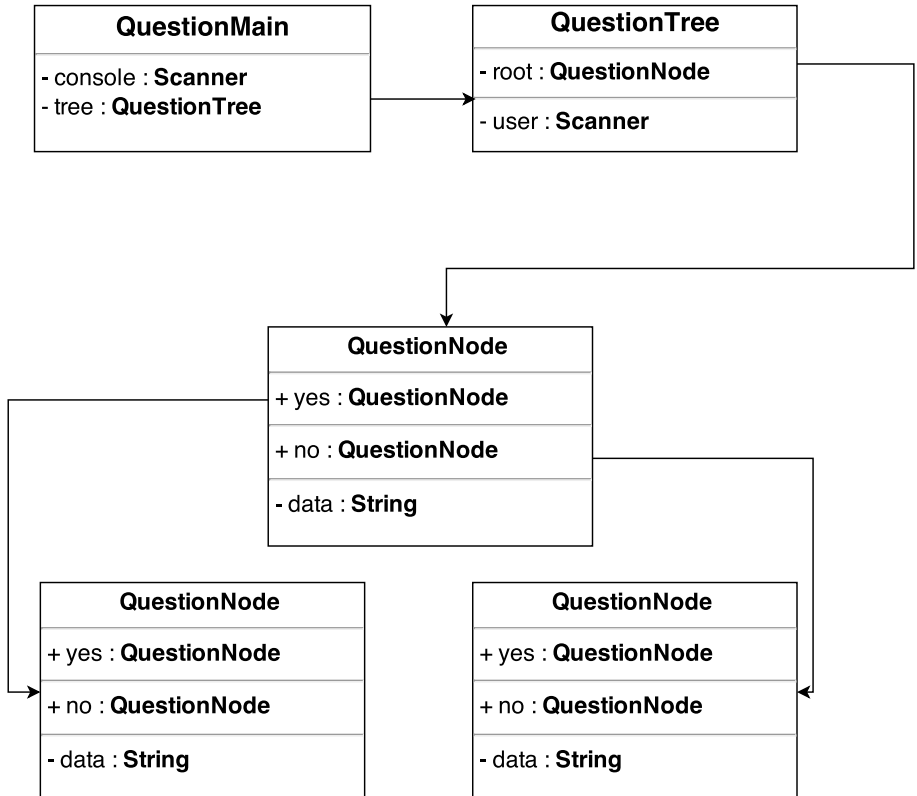 QuestionMain
- console : Scanner
- tree : QuestionTree
QuestionTree
- root : QuestionNode
- user : Scanner
QuestionNode
+ yes : QuestionNode
+ no : QuestionNode
- data : String
QuestionNode
+ yes : QuestionNode
+ no : QuestionNode
- data : String
QuestionNode
+ yes : QuestionNode
+ no : QuestionNode
- data : String